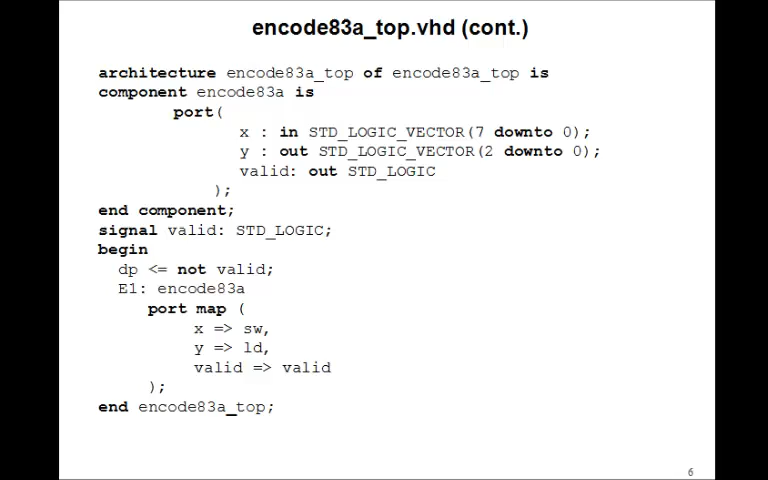 encode83a_top.vhd (cont.)
architecture encode83a_top of encode83a_top is
component encode83a is
port(
x : in STD_LOGIC_VECTOR(7 downto 0);
y : out STD_LOGIC_VECTOR(2 downto 0);
valid: out STD_LOGIC
);
end component;
signal valid: STD_LOGIC;
begin
dp <= not valid;
E1: encode83a
port map (
x => sw,
y => ld,
valid => valid
);
end encode83a_top;
6